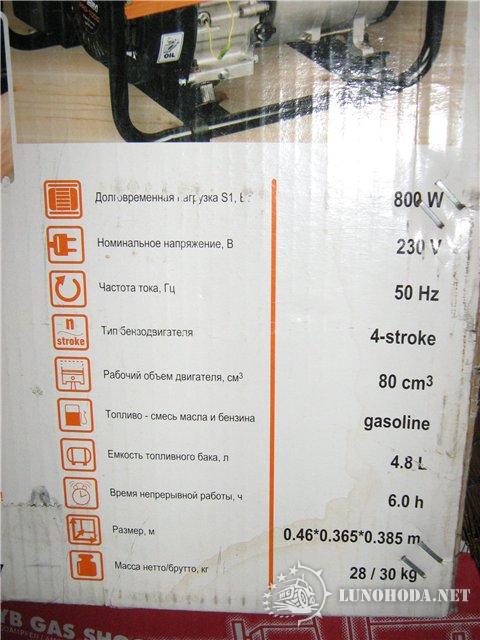 OIL
Долговременная нагрузка S1, Вт 800 W
Номинальное напряжение, В 230 V
Частота тока, Гц 50 Hz
n
stroke
Тип бензодвигателя 4-stroke
Рабочий объем двигателя, см³ 80 cm³
Топливо - смесь масла и бензина gasoline
Емкость топливного бака, л 4.8 L
Время непрерывной работы, ч 6.0 h
Размер, м 0.46*0.365*0.385 m
Масса нетто/брутто, кг 28 / 30 kg
LUNOHODA.NET
YB GAS